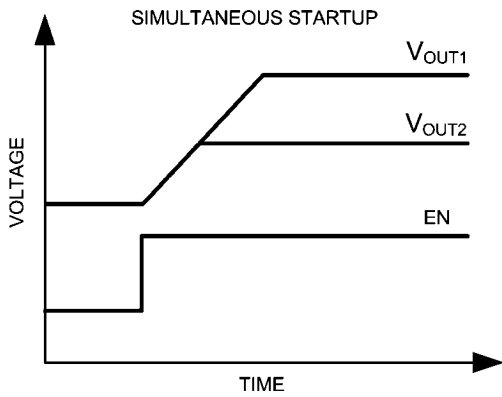 SIMULTANEOUS STARTUP
VOUT1
VOUT2
VOLTAGE
EN
TIME